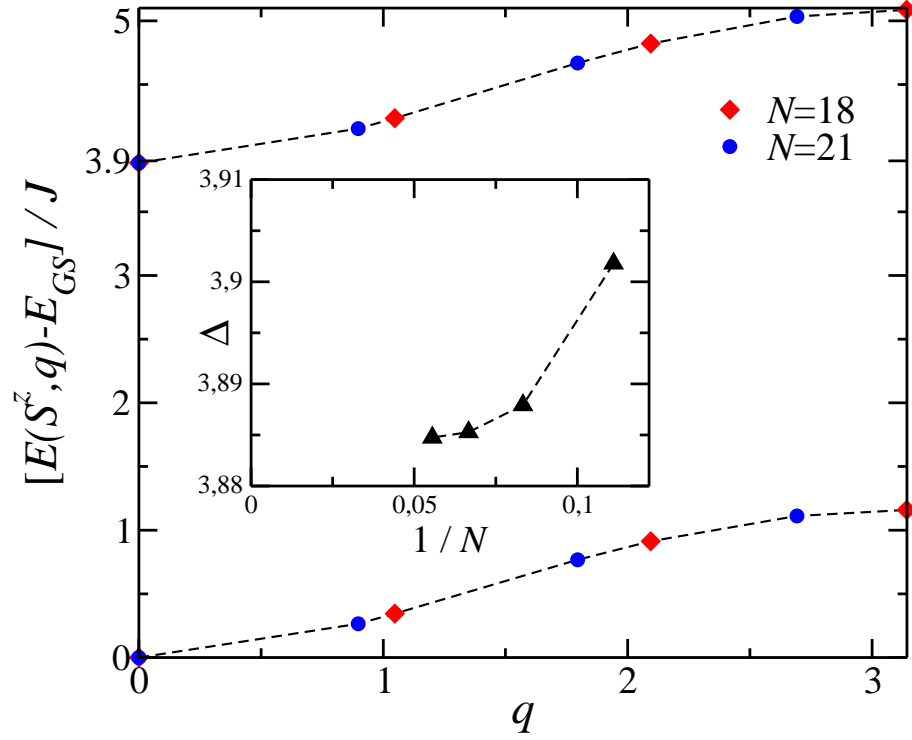 [E(S^z,q)-E_GS] / J
5
3.9
3
2
1
0
N=18
N=21
3,91
3,9
3,89
3,88
Δ
0
0,05
0,1
1 / N
0
1
2
3
q